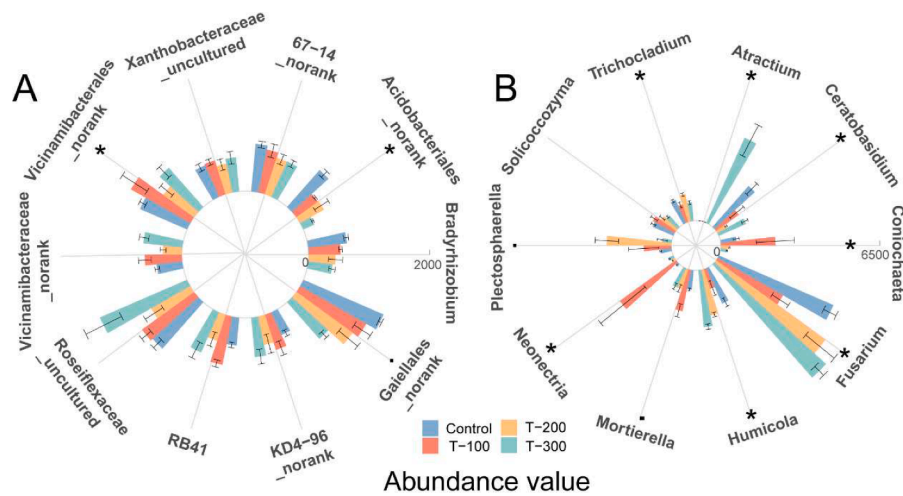 A
Xanthobacteraceae
_uncultured
67-14
_norank
Acidobacteriales
_norank
Bradyrhizobium
0
2000
Gaiellales
_norank
KD4-96
_norank
RB41
Roseiflexaceae
_uncultured
Vicinamibacteraceae
_norank
Vicinamibacterales
_norank
*
*
B
Trichocladium
*
Atractium
*
Ceratobasidium
*
Coniochaeta
*
0
6500
Fusarium
*
Humicola
*
Mortierella
Neonectria
*
Plectosphaerella
Solicoccozyma
Control
T-200
T-100
T-300
Abundance value